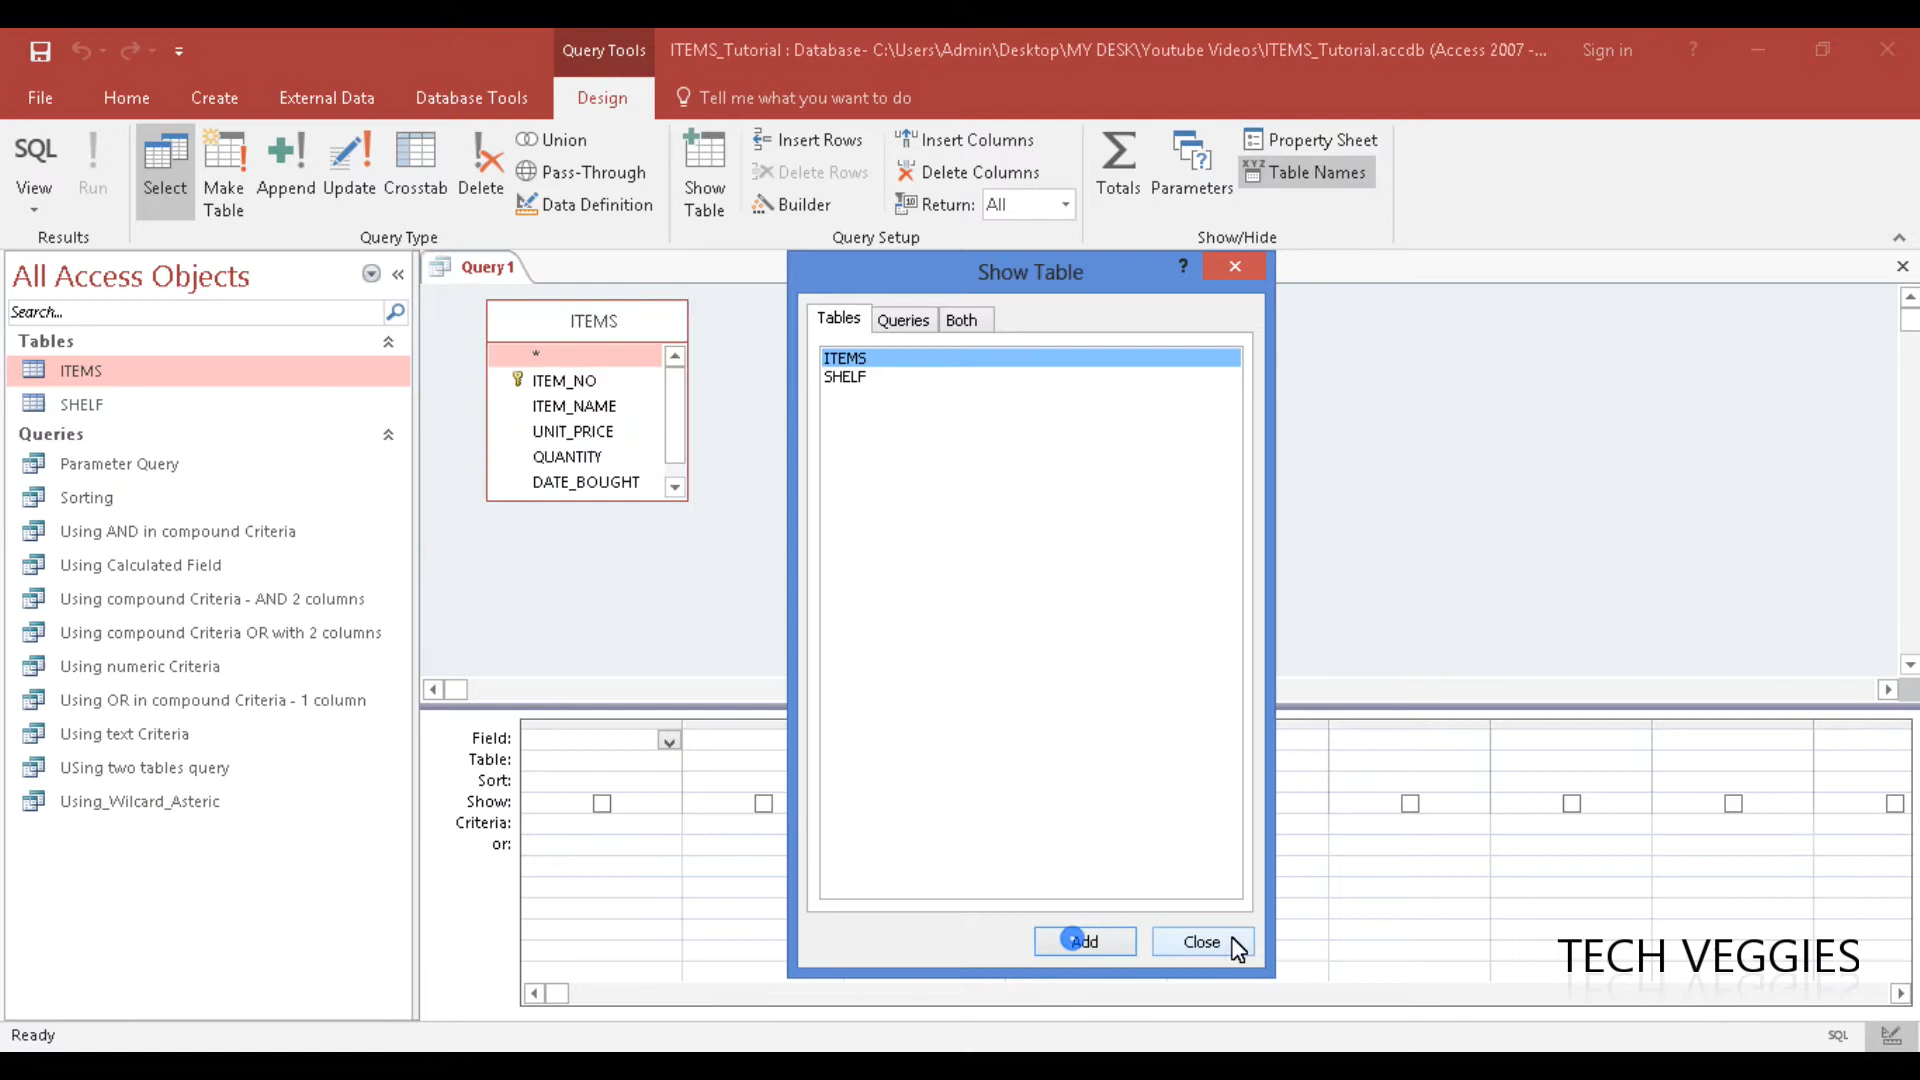 Query Tools
ITEMS_Tutorial : Database- C:\Users\Admin\Desktop\MY DESK\Youtube Videos\ITEMS_Tutorial.accdb (Access 2007 -...
Sign in
?
File
Home
Create
External Data
Database Tools
Design
Tell me what you want to do
SQL
View
Run
Select
Make Table
Append
Update
Crosstab
Delete
Union
Pass-Through
Data Definition
Show Table
Insert Rows
Delete Rows
Builder
Insert Columns
Delete Columns
Return: All
Totals
Parameters
Property Sheet
Table Names
Results
Query Type
Query Setup
Show/Hide
All Access Objects
Search...
Tables
ITEMS
SHELF
Queries
Parameter Query
Sorting
Using AND in compound Criteria
Using Calculated Field
Using compound Criteria - AND 2 columns
Using compound Criteria OR with 2 columns
Using numeric Criteria
Using OR in compound Criteria - 1 column
Using text Criteria
USing two tables query
Using_Wilcard_Asteric
Query1
ITEMS
*
ITEM_NO
ITEM_NAME
UNIT_PRICE
QUANTITY
DATE_BOUGHT
Show Table
?
Tables
Queries
Both
ITEMS
SHELF
Add
Close
Field:
Table:
Sort:
Show:
Criteria:
or:
TECH VEGGIES
Ready
SQL